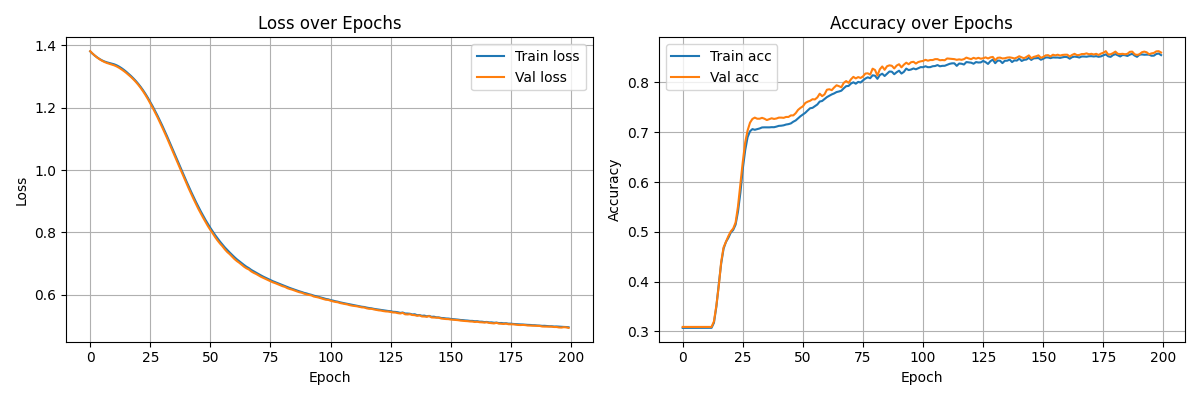 Loss over Epochs
1.4
1.2
1.0
0.8
0.6
Loss
0 25 50 75 100 125 150 175 200
Epoch
Train loss
Val loss
Accuracy over Epochs
0.8
0.7
0.6
0.5
0.4
0.3
Accuracy
0 25 50 75 100 125 150 175 200
Epoch
Train acc
Val acc